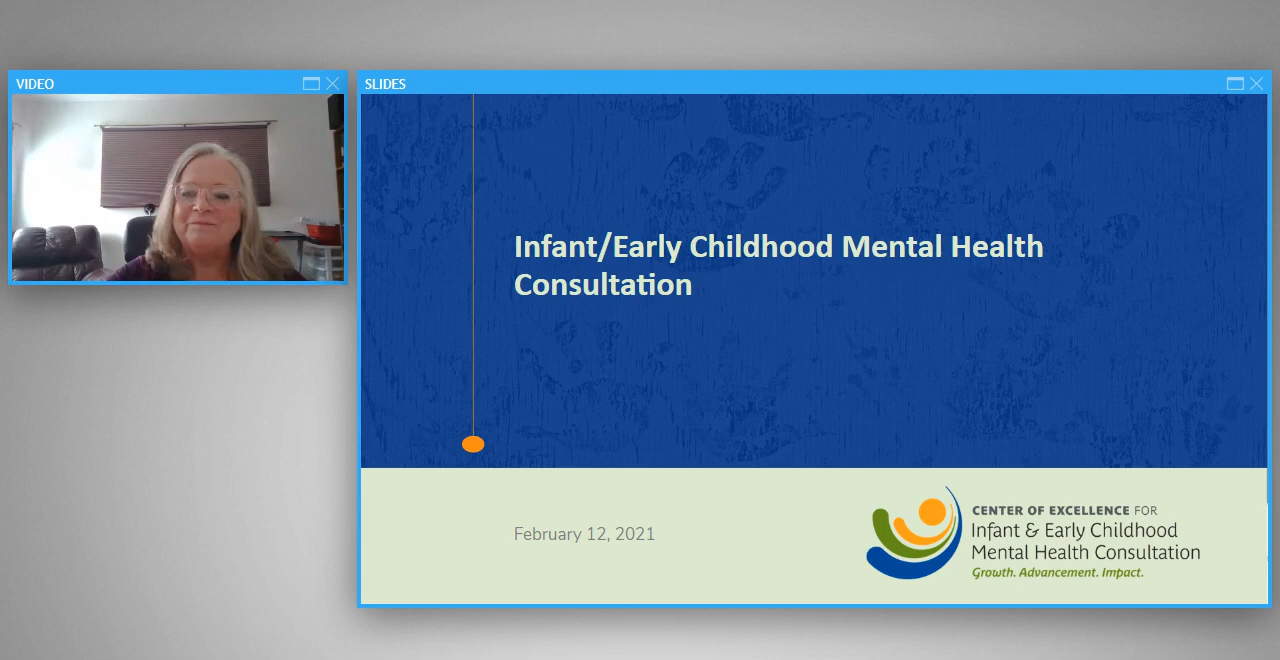 VIDEO
SLIDES
Infant/Early Childhood Mental Health
Consultation
February 12, 2021
CENTER OF EXCELLENCE FOR
Infant & Early Childhood
Mental Health Consultation
Growth. Advancement. Impact.